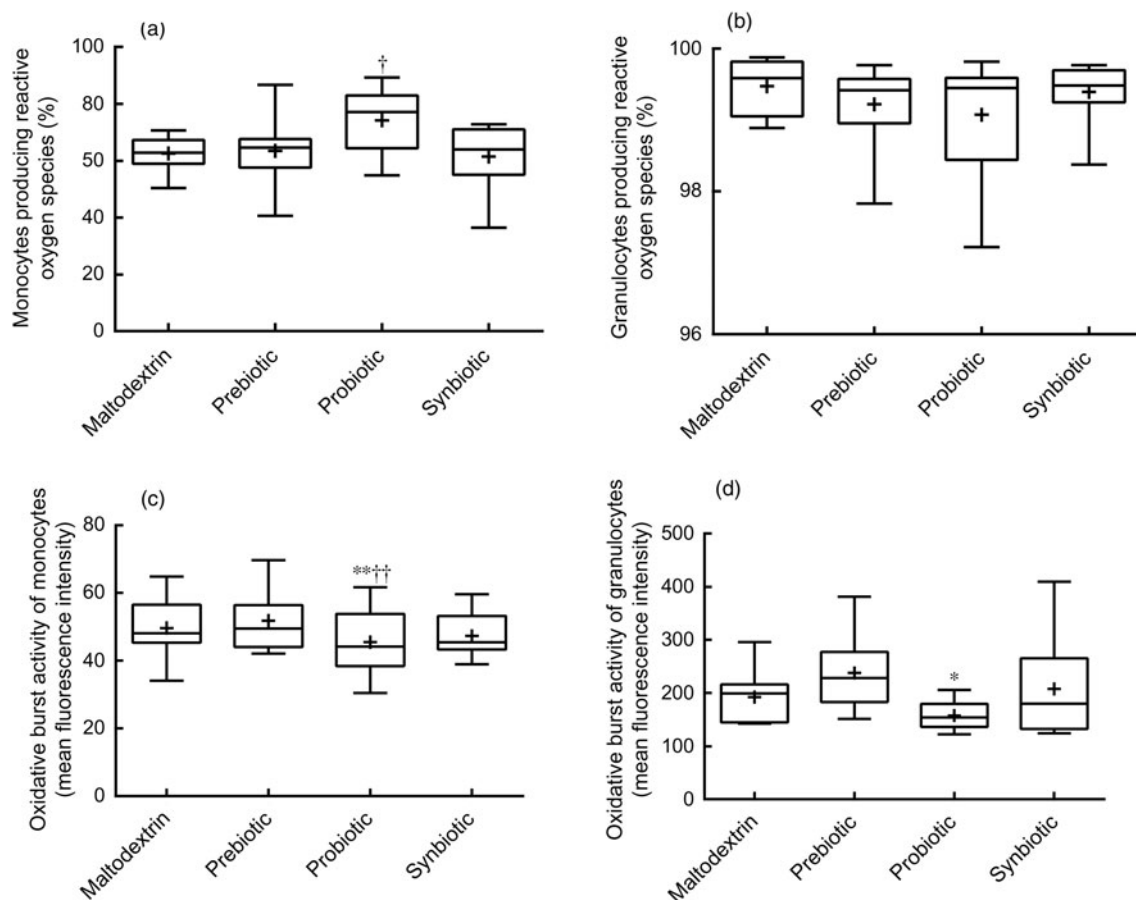 (a)
Monocytes producing reactive
oxygen species (%)
100
80
60
40
20
0
Maltodextrin
Prebiotic
Probiotic
Synbiotic
†
(b)
Granulocytes producing reactive
oxygen species (%)
100
98
96
Maltodextrin
Prebiotic
Probiotic
Synbiotic
(c)
Oxidative burst activity of monocytes
(mean fluorescence intensity)
80
60
40
20
0
**††
Maltodextrin
Prebiotic
Probiotic
Synbiotic
(d)
Oxidative burst activity of granulocytes
(mean fluorescence intensity)
500
400
300
200
100
0
*
Maltodextrin
Prebiotic
Probiotic
Synbiotic